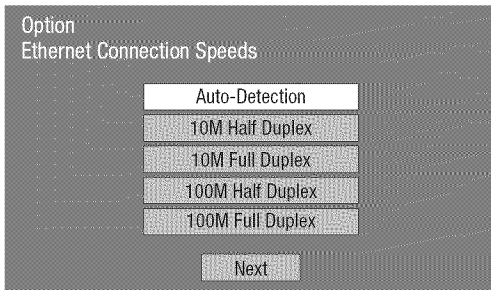 Option
Ethernet Connection Speeds
Auto-Detection
10M Half Duplex
10M Full Duplex
100M Half Duplex
100M Full Duplex
Next